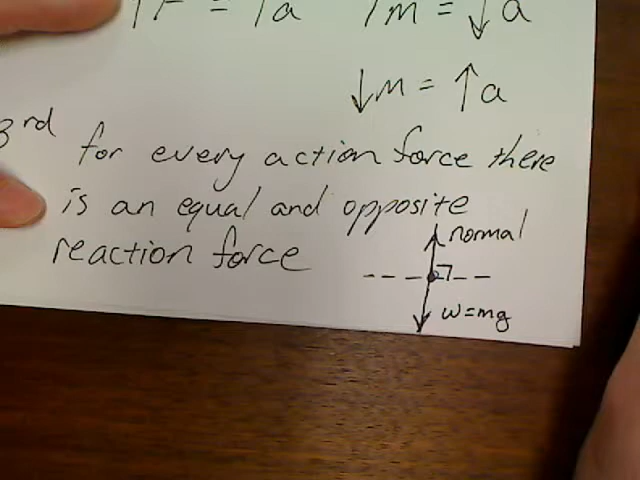 ↑F = ↑a ↑m = ↓a
↓m = ↑a
3rd for every action force there
is an equal and opposite
reaction force
normal
w=mg